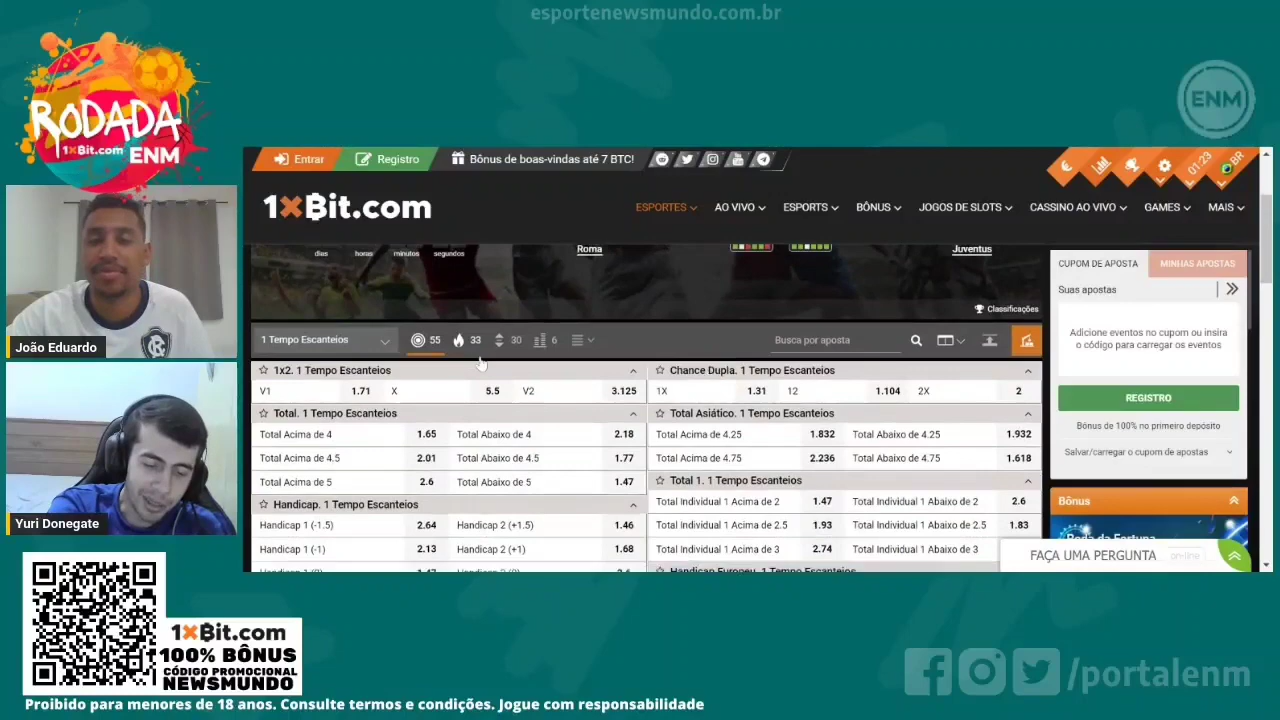 esportenewsmundo.com.br
RODADA
1xBit.com
ENM
ENM
Entrar
Registro
Bônus de boas-vindas até 7 BTC!
01:23
BR
1xBit.com
ESPORTES
AO VIVO
ESPORTS
BÔNUS
JOGOS DE SLOTS
CASSINO AO VIVO
GAMES
MAIS
dias
horas
minutos
segundos
Roma
Juventus
Classificações
CUPOM DE APOSTA
MINHAS APOSTAS
Suas apostas
Adicione eventos no cupom ou insira
o código para carregar os eventos
REGISTRO
Bónus de 100% no primeiro depósito
Salvar/carregar o cupom de apostas
Bônus
Roda da Fortuna
FAÇA UMA PERGUNTA
on-line
1 Tempo Escanteios
55
33
30
6
Busca por aposta
1x2. 1 Tempo Escanteios
V1 1.71 X 5.5 V2 3.125
Total. 1 Tempo Escanteios
Total Acima de 4 1.65 Total Abaixo de 4 2.18
Total Acima de 4.5 2.01 Total Abaixo de 4.5 1.77
Total Acima de 5 2.6 Total Abaixo de 5 1.47
Handicap. 1 Tempo Escanteios
Handicap 1 (-1.5) 2.64 Handicap 2 (+1.5) 1.46
Handicap 1 (-1) 2.13 Handicap 2 (+1) 1.68
Chance Dupla. 1 Tempo Escanteios
1X 1.31 12 1.104 2X 2
Total Asiático. 1 Tempo Escanteios
Total Acima de 4.25 1.832 Total Abaixo de 4.25 1.932
Total Acima de 4.75 2.236 Total Abaixo de 4.75 1.618
Total 1. 1 Tempo Escanteios
Total Individual 1 Acima de 2 1.47 Total Individual 1 Abaixo de 2 2.6
Total Individual 1 Acima de 2.5 1.93 Total Individual 1 Abaixo de 2.5 1.83
Total Individual 1 Acima de 3 2.74 Total Individual 1 Abaixo de 3
Handicap Europeu. 1 Tempo Escanteios
João Eduardo
Yuri Donegate
1xBit.com
100% BÔNUS
CÓDIGO PROMOCIONAL
NEWSMUNDO
/portalenm
Proibido para menores de 18 anos. Consulte termos e condições. Jogue com responsabilidade